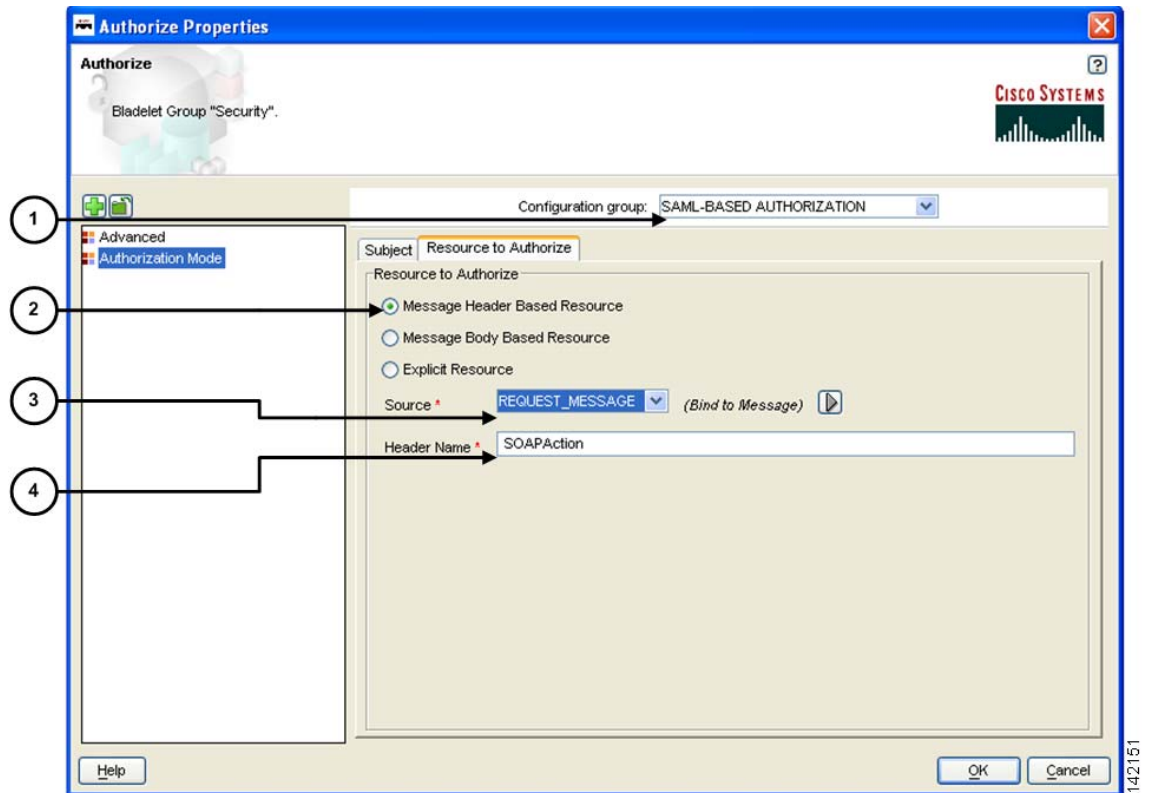 Authorize Properties
Authorize
?
Bladelet Group "Security".
CISCO SYSTEMS
1
Configuration group: SAML-BASED AUTHORIZATION
Advanced
Authorization Mode
Subject
Resource to Authorize
Resource to Authorize
2
Message Header Based Resource
Message Body Based Resource
Explicit Resource
3
Source * REQUEST_MESSAGE (Bind to Message)
Header Name * SOAPAction
4
Help
OK
Cancel
142151